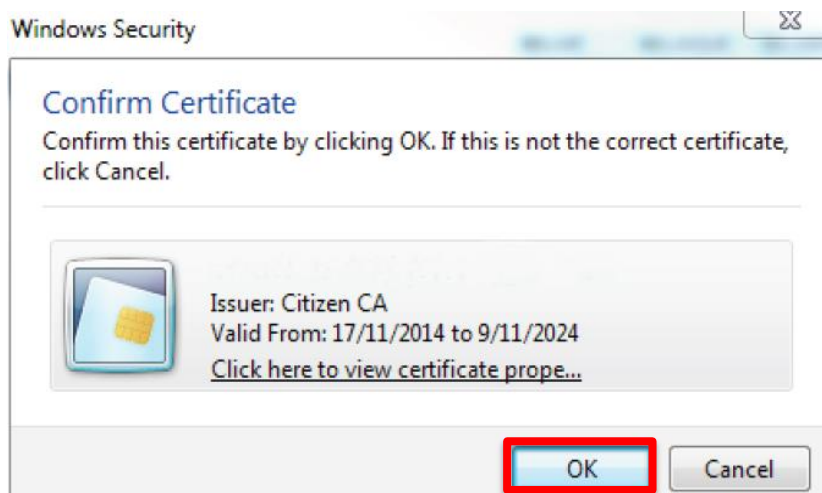 Windows Security
Confirm Certificate
Confirm this certificate by clicking OK. If this is not the correct certificate,
click Cancel.
Issuer: Citizen CA
Valid From: 17/11/2014 to 9/11/2024
Click here to view certificate prope...
OK
Cancel